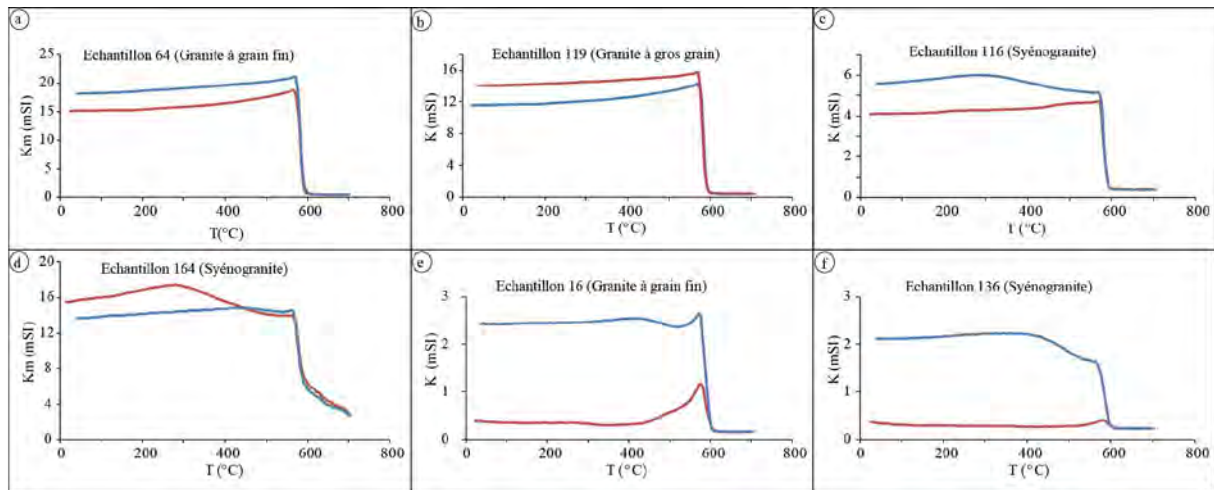 a
Echantillon 64 (Granite à grain fin)
Km (mSI)
25
20
15
10
5
0
0 200 400 600 800
T(°C)
b
Echantillon 119 (Granite à gros grain)
K (mSI)
16
12
8
4
0
0 200 400 600 800
T (°C)
c
Echantillon 116 (Syénogranite)
K (mSI)
6
4
2
0
0 200 400 600 800
T (°C)
d
Echantillon 164 (Syénogranite)
Km (mSI)
20
16
12
8
4
0
0 200 400 600 800
T (°C)
e
Echantillon 16 (Granite à grain fin)
K (mSI)
3
2
1
0
0 200 400 600 800
T (°C)
f
Echantillon 136 (Syénogranite)
K (mSI)
3
2
1
0
0 200 400 600 800
T (°C)